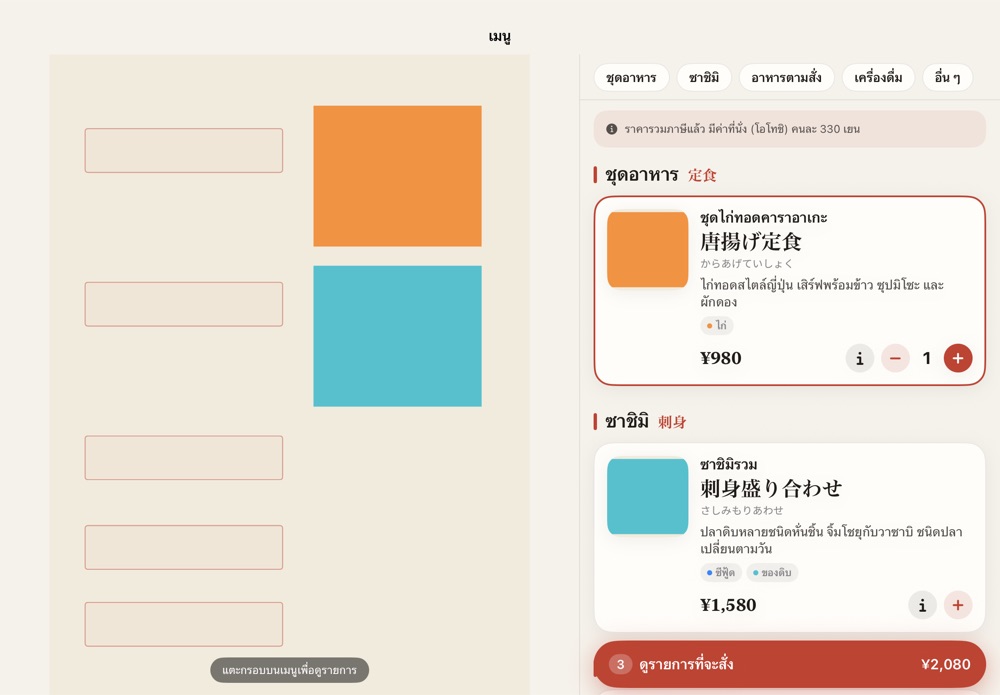 เมนู
แตะกรอบบนเมนูเพื่อดูรายการ
ชุดอาหาร
ซาชิมิ
อาหารตามสั่ง
เครื่องดื่ม
อื่น ๆ
ราคารวมภาษีแล้ว มีค่าที่นั่ง (โอโทชิ) คนละ 330 เยน
ชุดอาหาร 定食
ชุดไก่ทอดคาราอาเกะ
唐揚げ定食
からあげていしょく
ไก่ทอดสไตล์ญี่ปุ่น เสิร์ฟพร้อมข้าว ซุปมิโซะ และ
ผักดอง
ไก่
¥980
i − 1 +
ซาชิมิ 刺身
ซาชิมิรวม
刺身盛り合わせ
さしみもりあわせ
ปลาดิบหลายชนิดหั่นชิ้น จิ้มโชยุกับวาซาบิ ชนิดปลา
เปลี่ยนตามวัน
ซีฟู้ด
ของดิบ
¥1,580
i +
3 ดูรายการที่จะสั่ง ¥2,080